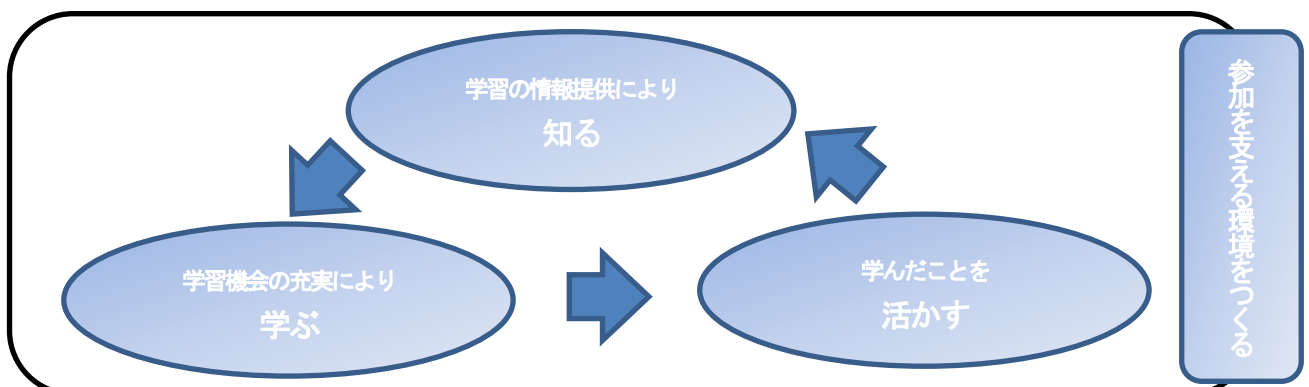 学習の情報提供により
知る
学習機会の充実により
学ぶ
学んだことを
活かす
参加を支える環境をつくる